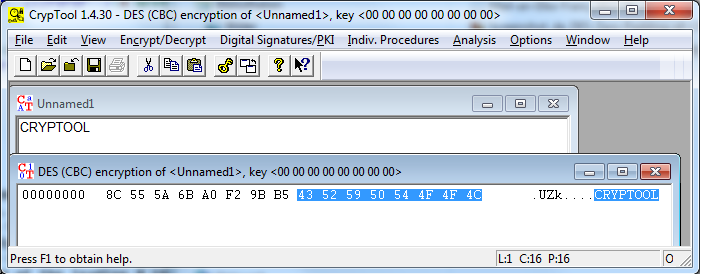 CrypTool 1.4.30 - DES (CBC) encryption of <Unnamed1>, key <00 00 00 00 00 00 00 00>
File Edit View Encrypt/Decrypt Digital Signatures/PKI Indiv. Procedures Analysis Options Window Help
Unnamed1
CRYPTOOL
DES (CBC) encryption of <Unnamed1>, key <00 00 00 00 00 00 00 00>
00000000 8C 55 5A 6B A0 F2 9B B5 43 52 59 50 54 4F 4F 4C .UZk....CRYPTOOL
Press F1 to obtain help. L:1 C:16 P:16 O